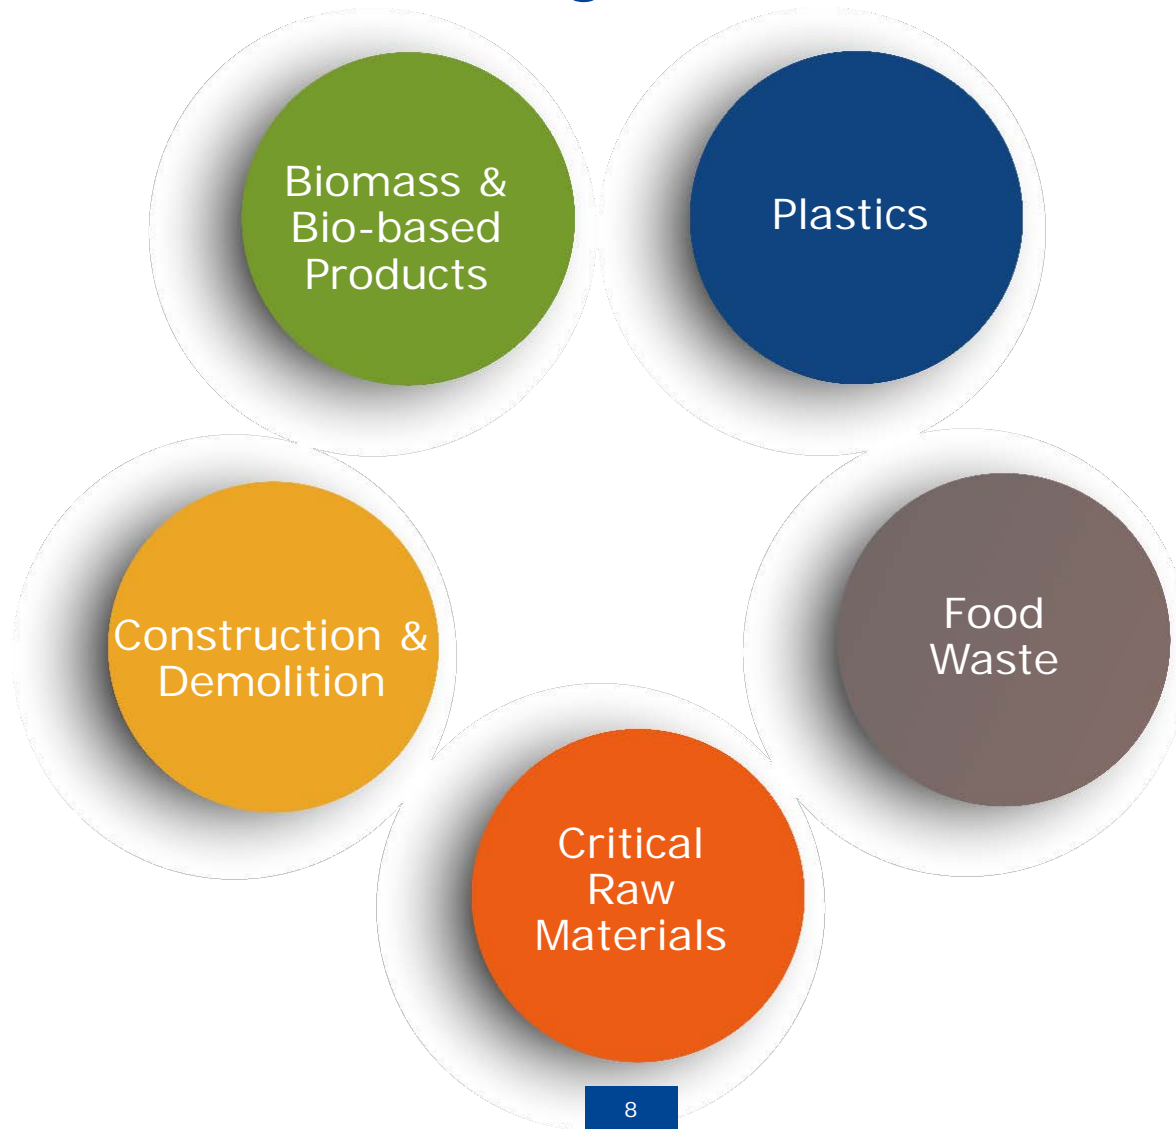 Biomass &
Bio-based
Products
Plastics
Construction &
Demolition
Food
Waste
Critical
Raw
Materials
8